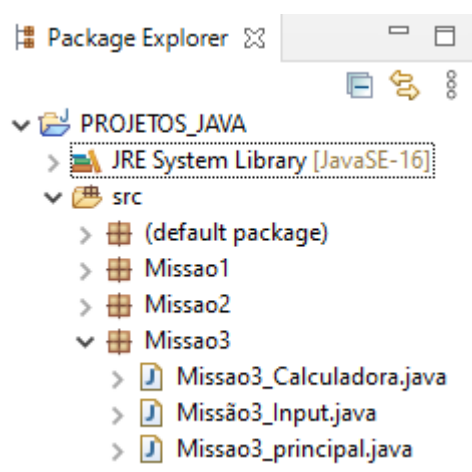 Package Explorer
PROJETOS_JAVA
JRE System Library [JavaSE-16]
src
(default package)
Missao1
Missao2
Missao3
Missao3_Calculadora.java
Missão3_Input.java
Missao3_principal.java